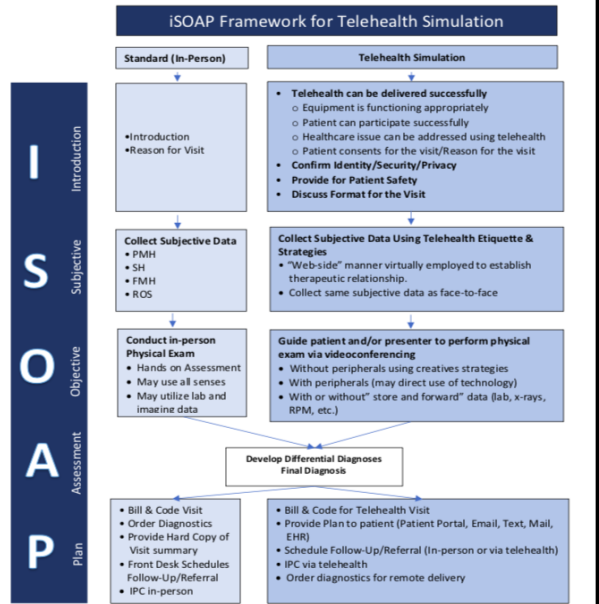 iSOAP Framework for Telehealth Simulation
Standard (In-Person)
Telehealth Simulation
I
Introduction
•Introduction
•Reason for Visit
• Telehealth can be delivered successfully
o Equipment is functioning appropriately
o Patient can participate successfully
o Healthcare issue can be addressed using telehealth
o Patient consents for the visit/Reason for the visit
• Confirm Identity/Security/Privacy
• Provide for Patient Safety
• Discuss Format for the Visit
S
Subjective
Collect Subjective Data
• PMH
• SH
• FMH
• ROS
Collect Subjective Data Using Telehealth Etiquette &
Strategies
• "Web-side" manner virtually employed to establish
therapeutic relationship.
• Collect same subjective data as face-to-face
O
Objective
Conduct in-person
Physical Exam
• Hands on Assessment
• May use all senses
• May utilize lab and
imaging data
Guide patient and/or presenter to perform physical
exam via videoconferencing
• Without peripherals using creatives strategies
• With peripherals (may direct use of technology)
• With or without" store and forward" data (lab, x-rays,
RPM, etc.)
A
Assessment
Develop Differential Diagnoses
Final Diagnosis
P
Plan
• Bill & Code Visit
• Order Diagnostics
• Provide Hard Copy of
Visit summary
• Front Desk Schedules
Follow-Up/Referral
• IPC in-person
• Bill & Code for Telehealth Visit
• Provide Plan to patient (Patient Portal, Email, Text, Mail,
EHR)
• Schedule Follow-Up/Referral (In-person or via telehealth)
• IPC via telehealth
• Order diagnostics for remote delivery